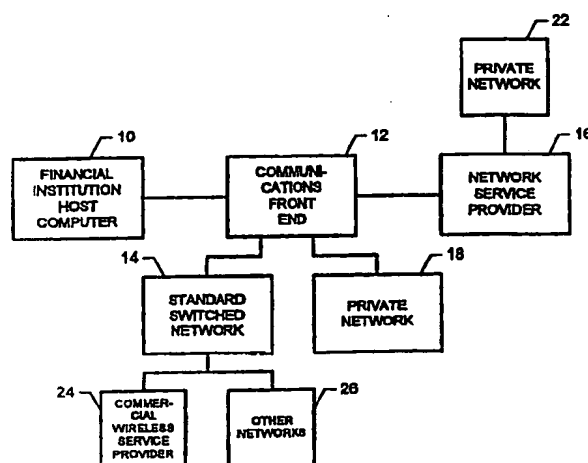 22
PRIVATE
NETWORK
10
12
16
FINANCIAL
INSTITUTION
HOST
COMPUTER
COMMUNI-
CATIONS
FRONT
END
NETWORK
SERVICE
PROVIDER
14
18
STANDARD
SWITCHED
NETWORK
PRIVATE
NETWORK
24
26
COMMER-
CIAL
WIRELESS
SERVICE
PROVIDER
OTHER
NETWORKS